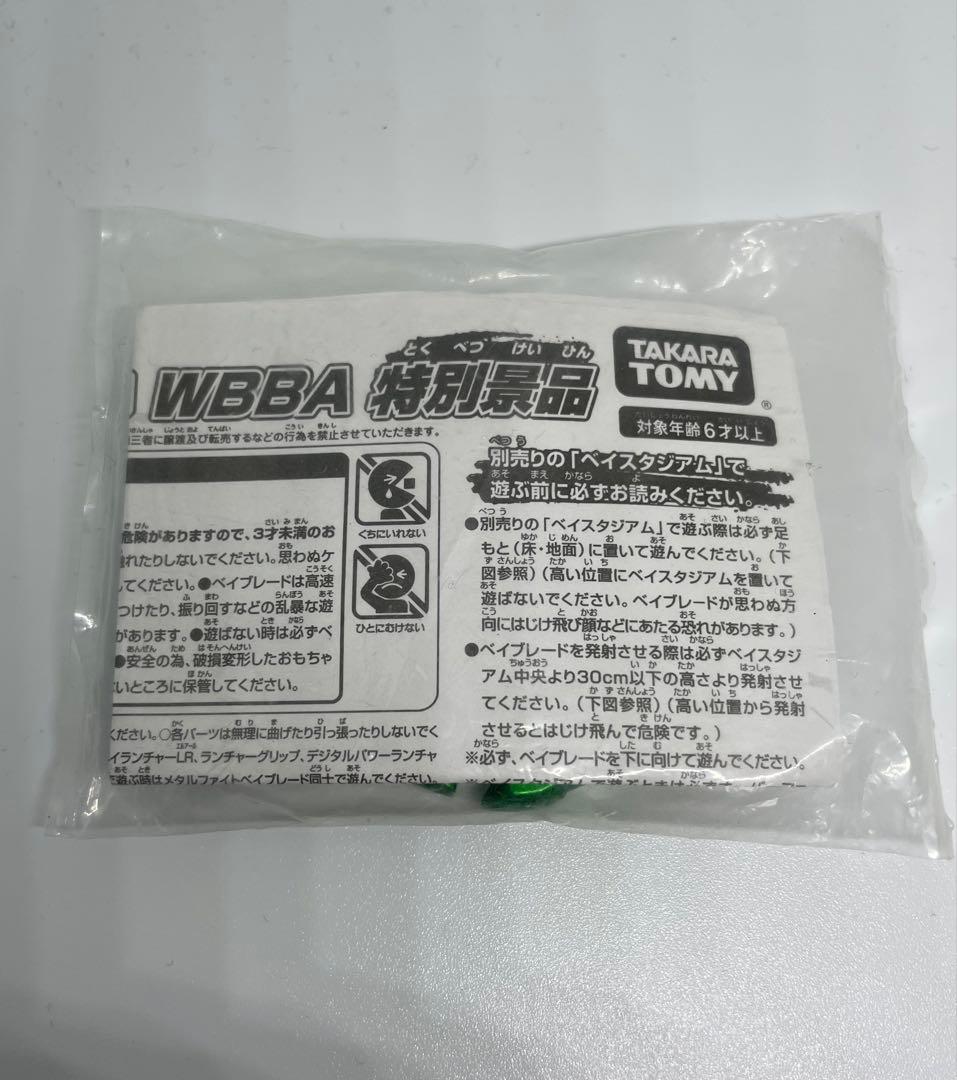 WBBA 特別景品
とく べつ けい ひん
TAKARA
TOMY
®
対象年齢6才以上
三者に譲渡及び転売するなどの行為を禁止させていただきます。
危険がありますので、3才未満のお
れたりしないでください。思わぬケ
してください。●ベイブレードは高速
つけたり、振り回すなどの乱暴な遊
があります。●遊ばない時は必ずベ
●安全の為、破損変形したおもちゃ
いところに保管してください。
くちにいれない
ひとにむけない
ください。○各パーツは無理に曲げたり引っ張ったりしないでく
イランチャーLR、ランチャーグリップ、デジタルパワーランチャ
で遊ぶ時はメタルファイトベイブレード同士で遊んでください。
別売りの「ベイスタジアム」で
遊ぶ前に必ずお読みください。
●別売りの「ベイスタジアム」で遊ぶ際は必ず足
もと(床・地面)に置いて遊んでください。(下
図参照)(高い位置にベイスタジアムを置いて
遊ばないでください。ベイブレードが思わぬ方
向にはじけ飛び顔などにあたる恐れがあります。)
●ベイブレードを発射させる際は必ずベイスタジ
アム中央より30cm以下の高さより発射させ
てください。(下図参照)(高い位置から発射
させるとはじけ飛んで危険です。)
※必ず、ベイブレードを下に向けて遊んでください。